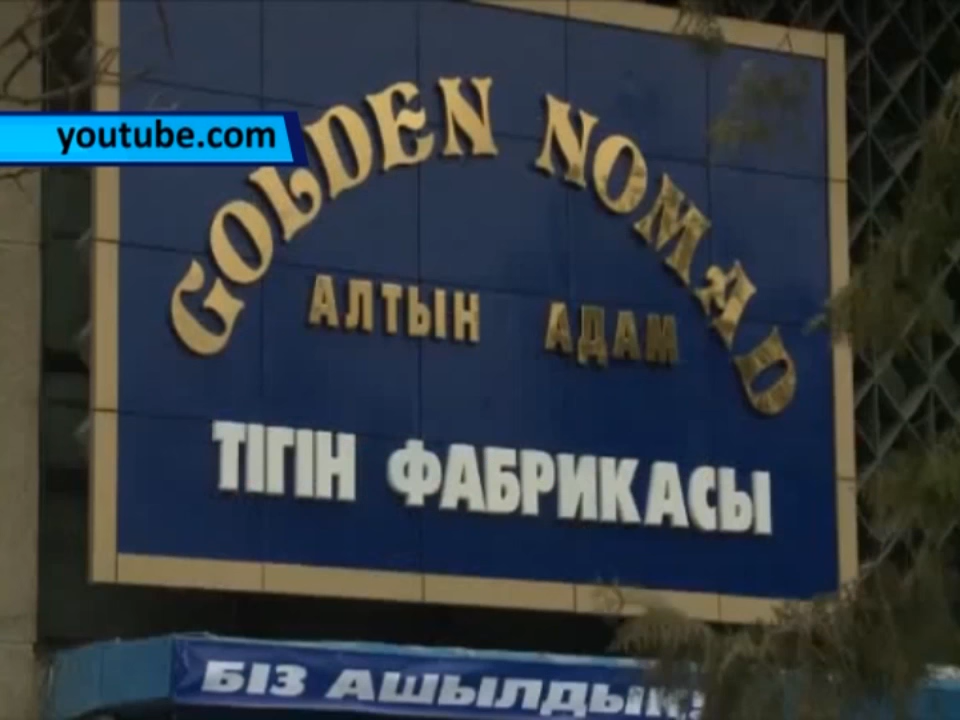 youtube.com
GOLDEN NOMAD
АЛТЫН АДАМ
ТІГІН ФАБРИКАСЫ
БІЗ АШЫЛДЫҚ!